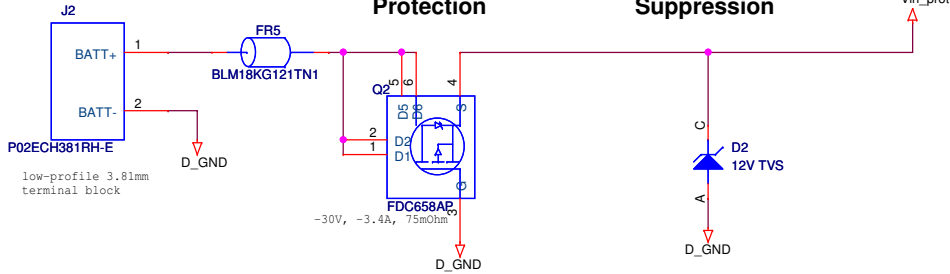 Protection
Suppression
J2
BATT+
1
BATT-
2
P02ECH381RH-E
low-profile 3.81mm
terminal block
D_GND
FR5
BLM18KG121TN1
Q2
5
6
4
D5
D6
S
2
D2
1
D1
G
FDC658AP
3
-30V, -3.4A, 75mOhm
D_GND
C
D2
12V TVS
A
D_GND